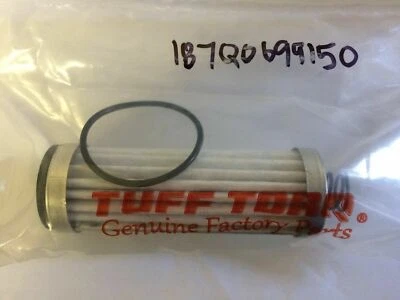 187Q0699150
TUFF TORQ®
Genuine Factory Parts